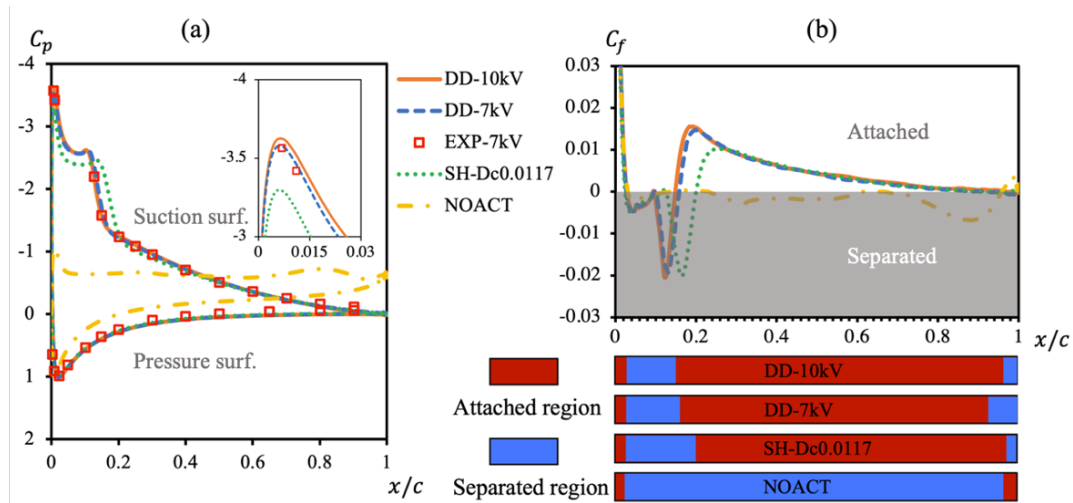 (a)
C_p
-4
-3
-2
-1
0
1
2
0
0.2
0.4
0.6
0.8
1
x/c
Suction surf.
Pressure surf.
-4
-3.5
-3
0
0.015
0.03
DD-10kV
DD-7kV
EXP-7kV
SH-Dc0.0117
NOACT
(b)
C_f
0.03
0.02
0.01
0
-0.01
-0.02
-0.03
0
0.2
0.4
0.6
0.8
1
x/c
Attached
Separated
Attached region
Separated region
DD-10kV
DD-7kV
SH-Dc0.0117
NOACT